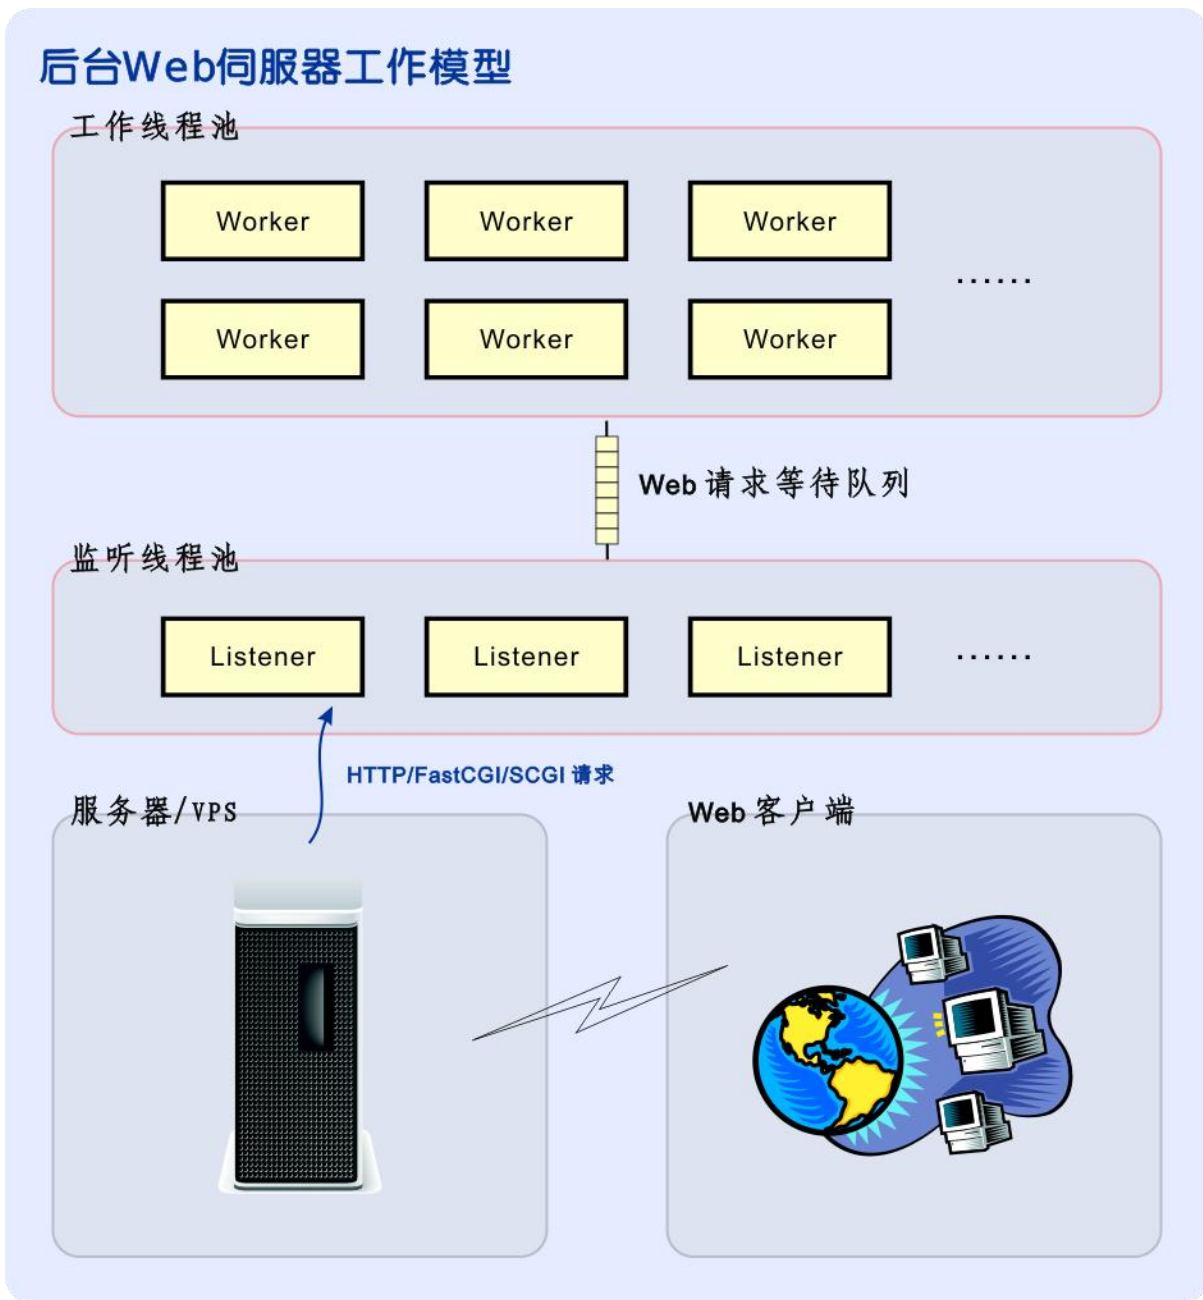 后台Web伺服器工作模型
工作线程池
Worker
Worker
Worker
......
Worker
Worker
Worker
Web 请求等待队列
监听线程池
Listener
Listener
Listener
......
HTTP/FastCGI/SCGI 请求
服务器/VPS
Web 客户端